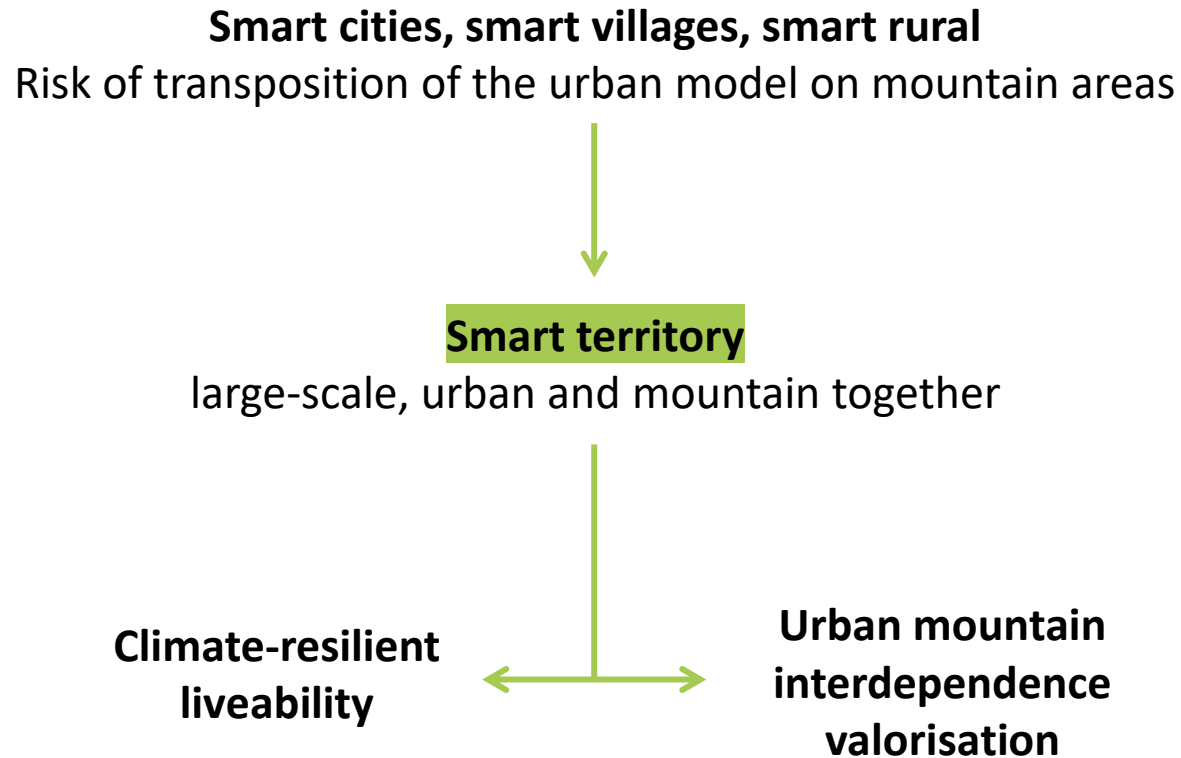 Smart cities, smart villages, smart rural
Risk of transposition of the urban model on mountain areas
Smart territory
large-scale, urban and mountain together
Climate-resilient
liveability
Urban mountain
interdependence
valorisation